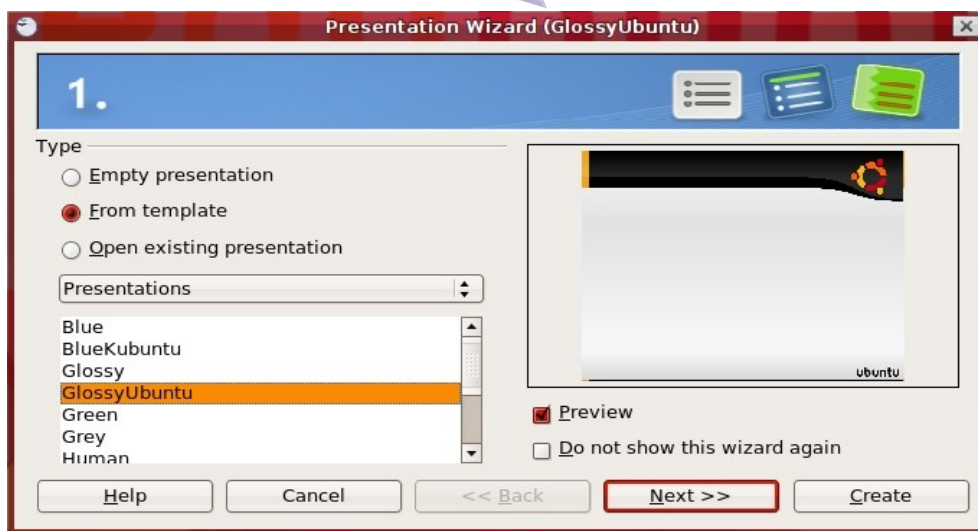 Presentation Wizard (GlossyUbuntu)
1.
Type
Empty presentation
From template
Open existing presentation
Presentations
Blue
BlueKubuntu
Glossy
GlossyUbuntu
Green
Grey
Human
ubuntu
Preview
Do not show this wizard again
Help
Cancel
<< Back
Next >>
Create